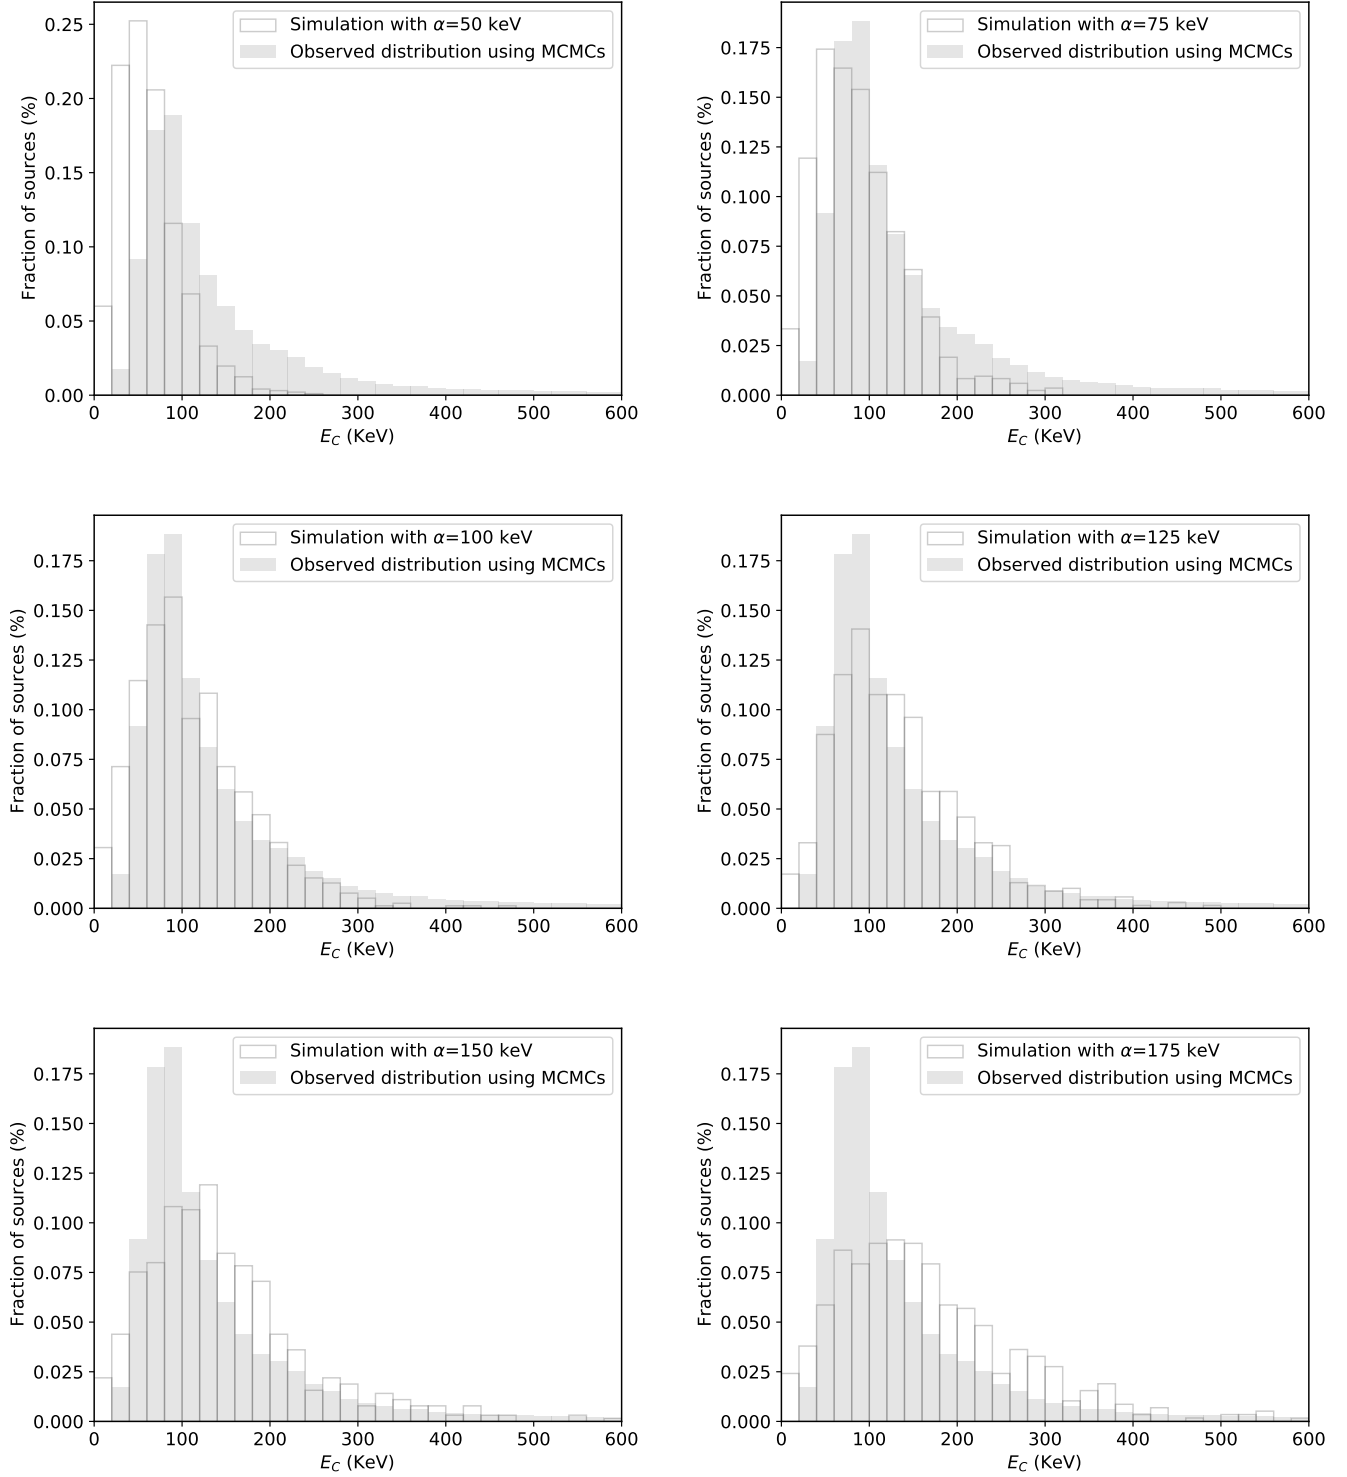 Simulation with α=50 keV
Observed distribution using MCMCs
Fraction of sources (%)
0.25
0.20
0.15
0.10
0.05
0.00
0 100 200 300 400 500 600
E_C (KeV)
Simulation with α=75 keV
Observed distribution using MCMCs
Fraction of sources (%)
0.175
0.150
0.125
0.100
0.075
0.050
0.025
0.000
0 100 200 300 400 500 600
E_C (KeV)
Simulation with α=100 keV
Observed distribution using MCMCs
Fraction of sources (%)
0.175
0.150
0.125
0.100
0.075
0.050
0.025
0.000
0 100 200 300 400 500 600
E_C (KeV)
Simulation with α=125 keV
Observed distribution using MCMCs
Fraction of sources (%)
0.175
0.150
0.125
0.100
0.075
0.050
0.025
0.000
0 100 200 300 400 500 600
E_C (KeV)
Simulation with α=150 keV
Observed distribution using MCMCs
Fraction of sources (%)
0.175
0.150
0.125
0.100
0.075
0.050
0.025
0.000
0 100 200 300 400 500 600
E_C (KeV)
Simulation with α=175 keV
Observed distribution using MCMCs
Fraction of sources (%)
0.175
0.150
0.125
0.100
0.075
0.050
0.025
0.000
0 100 200 300 400 500 600
E_C (KeV)